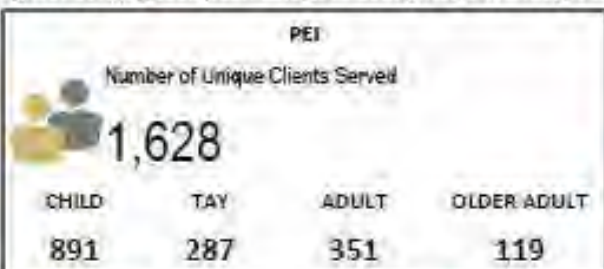 PEI
Number of Unique Clients Served
1,628
CHILD TAY ADULT OLDER ADULT
891 287 351 119